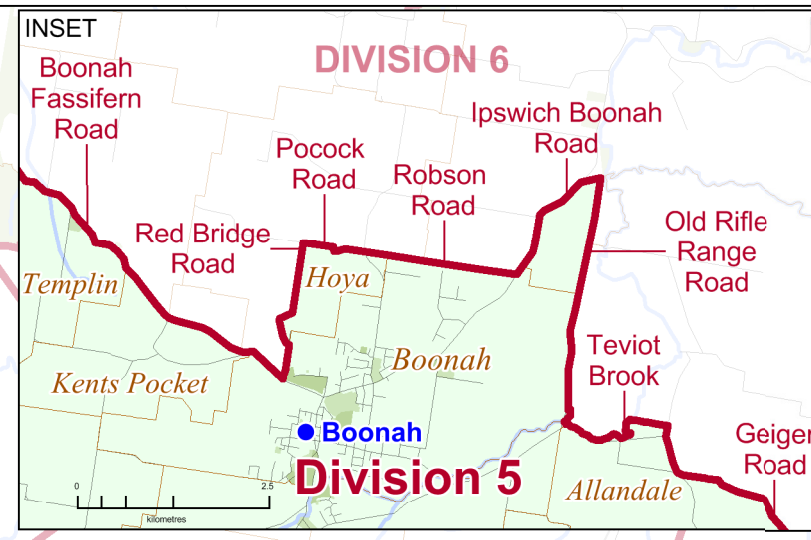 INSET
DIVISION 6
Boonah
Fassifern
Road
Ipswich Boonah
Road
Pocock
Road
Robson
Road
Red Bridge
Road
Old Rifle
Range
Road
Templin
Hoya
Teviot
Brook
Boonah
Kents Pocket
Boonah
Geiger
Road
Division 5
Allandale
0
2.5
kilometres